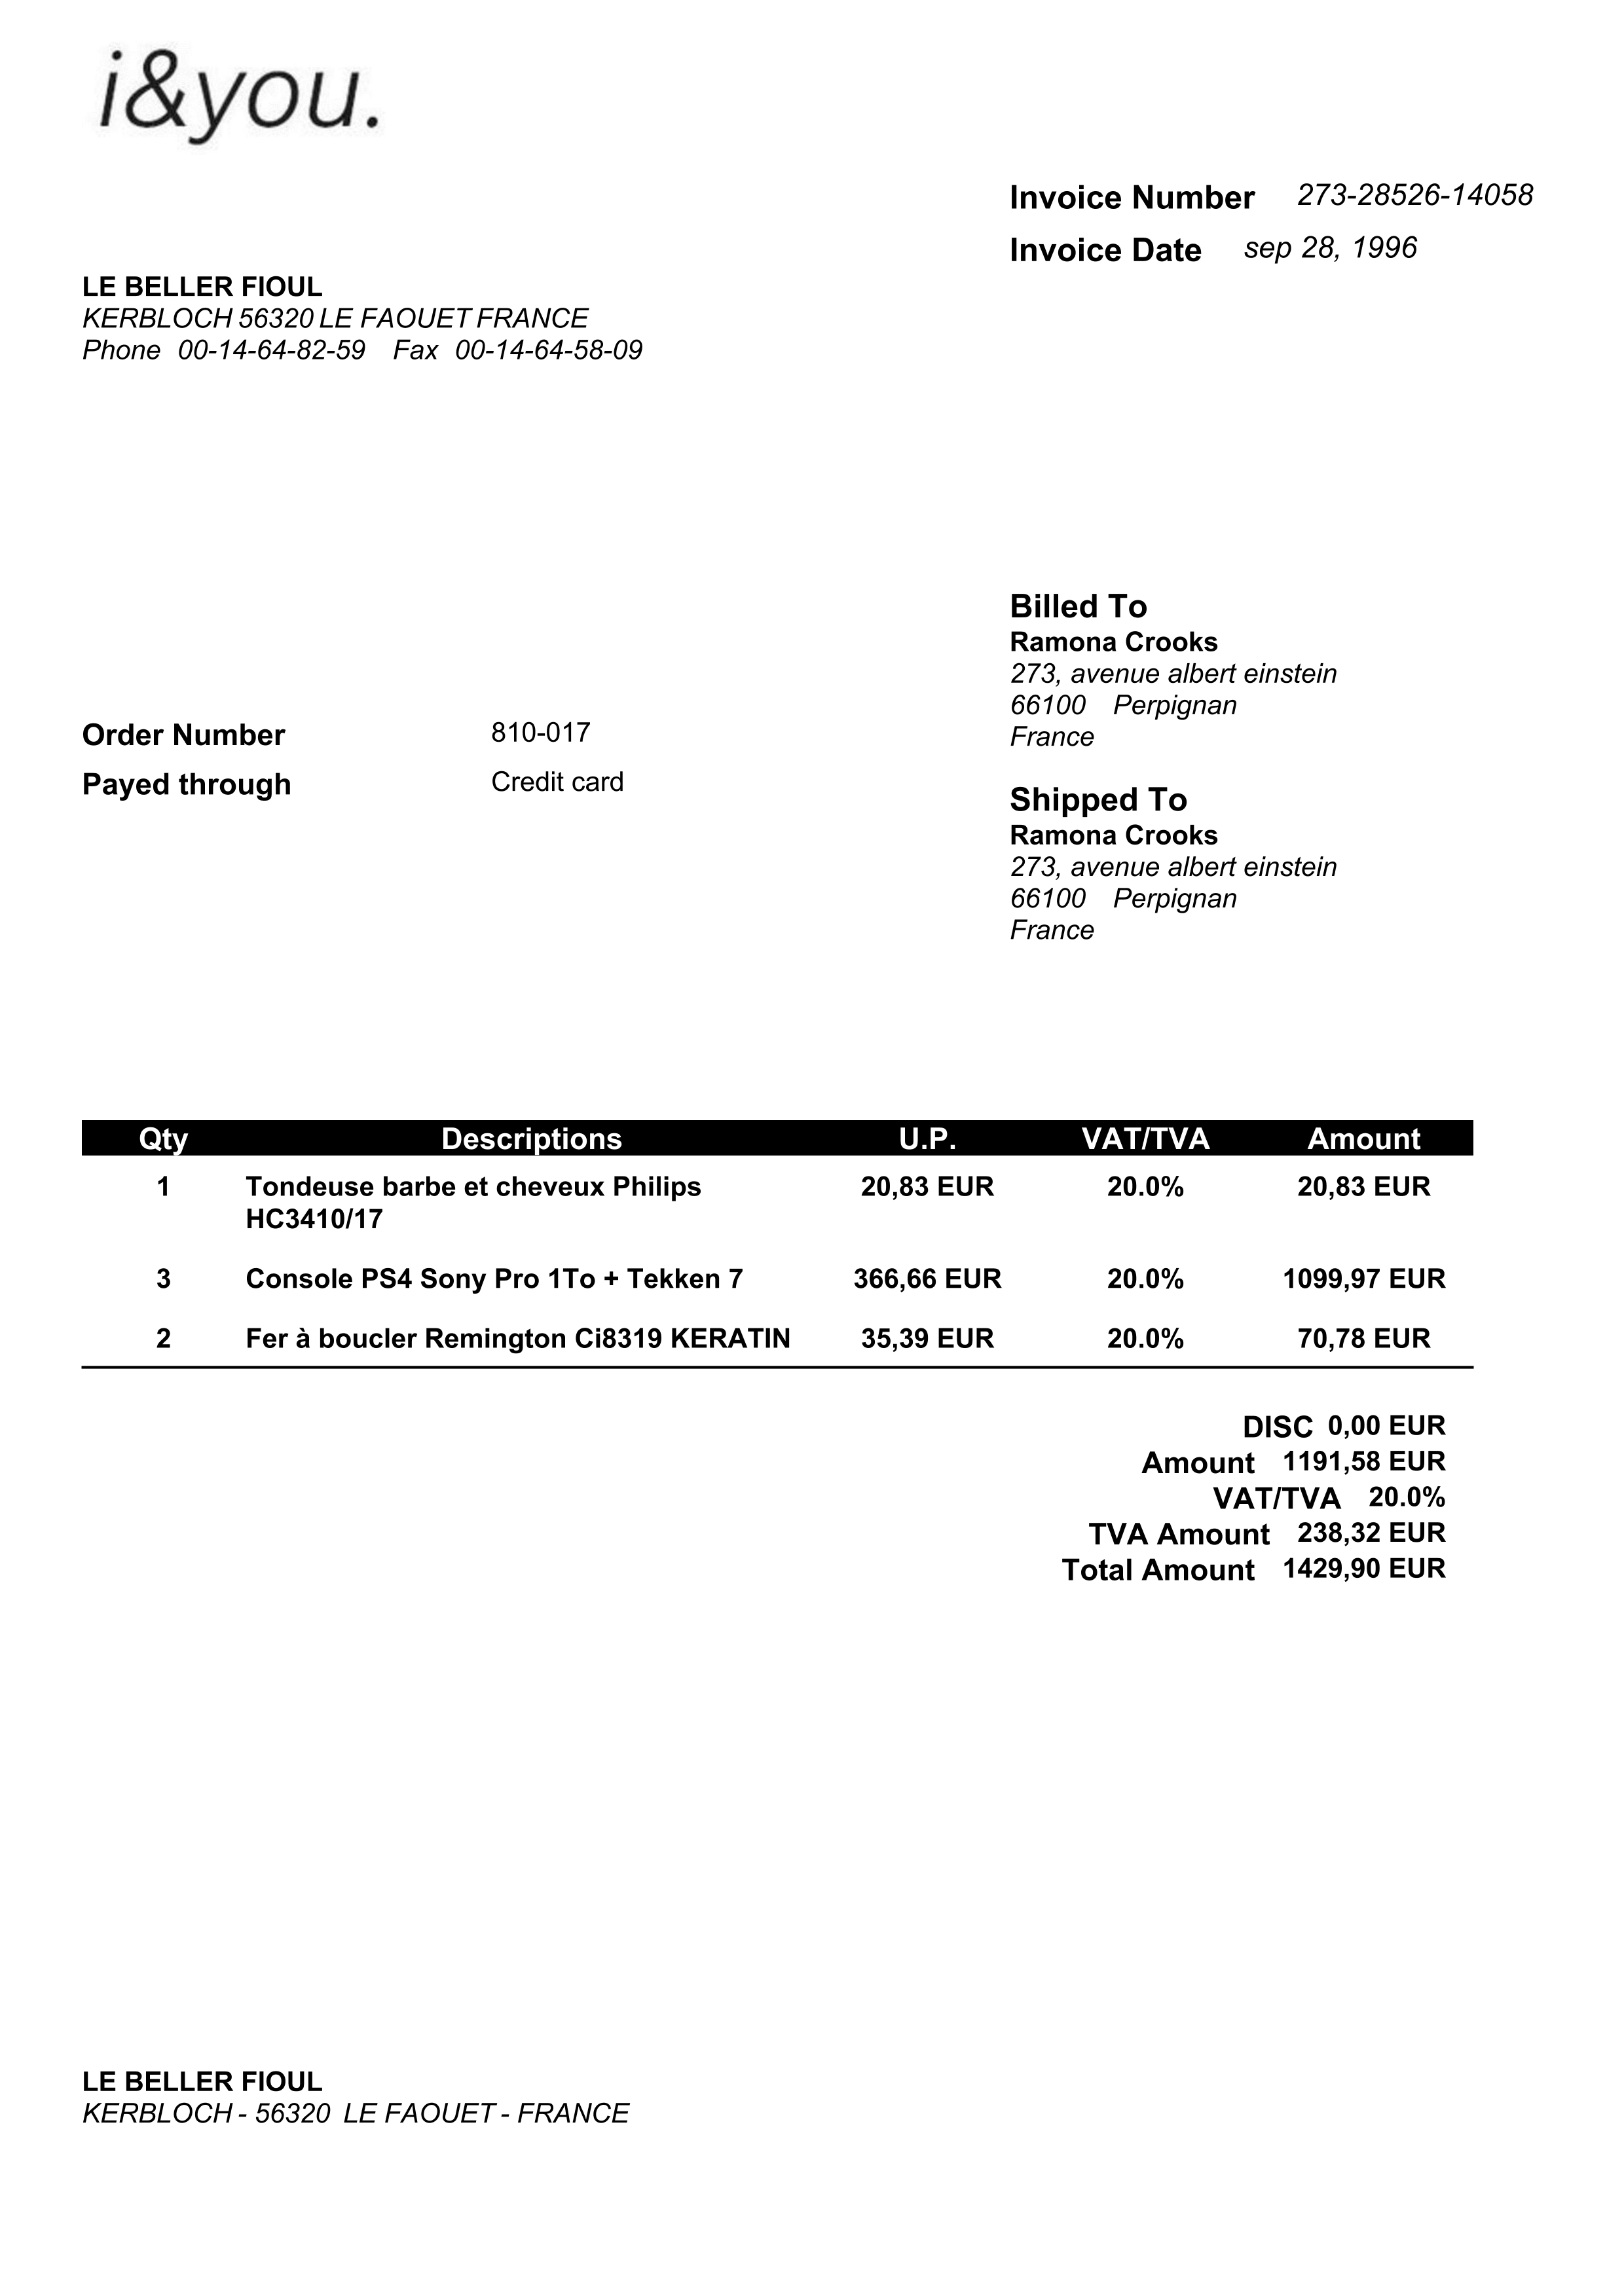 i&you.
Invoice Number 273-28526-14058
Invoice Date sep 28, 1996
LE BELLER FIOUL
KERBLOCH 56320 LE FAOUET FRANCE
Phone 00-14-64-82-59 Fax 00-14-64-58-09
Billed To
Ramona Crooks
273, avenue albert einstein
66100 Perpignan
France
Order Number 810-017
Payed through Credit card
Shipped To
Ramona Crooks
273, avenue albert einstein
66100 Perpignan
France
Qty Descriptions U.P. VAT/TVA Amount
1 Tondeuse barbe et cheveux Philips 20,83 EUR 20.0% 20,83 EUR
HC3410/17
3 Console PS4 Sony Pro 1To + Tekken 7 366,66 EUR 20.0% 1099,97 EUR
2 Fer à boucler Remington Ci8319 KERATIN 35,39 EUR 20.0% 70,78 EUR
DISC 0,00 EUR
Amount 1191,58 EUR
VAT/TVA 20.0%
TVA Amount 238,32 EUR
Total Amount 1429,90 EUR
LE BELLER FIOUL
KERBLOCH - 56320 LE FAOUET - FRANCE